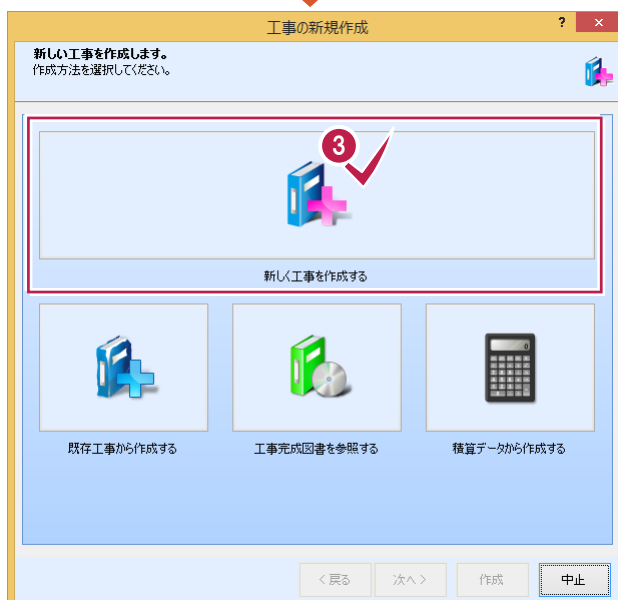 工事の新規作成
?
×
新しい工事を作成します。
作成方法を選択してください。
3
新しく工事を作成する
0
既存工事から作成する
工事完成図書を参照する
積算データから作成する
< 戻る
次へ >
作成
中止